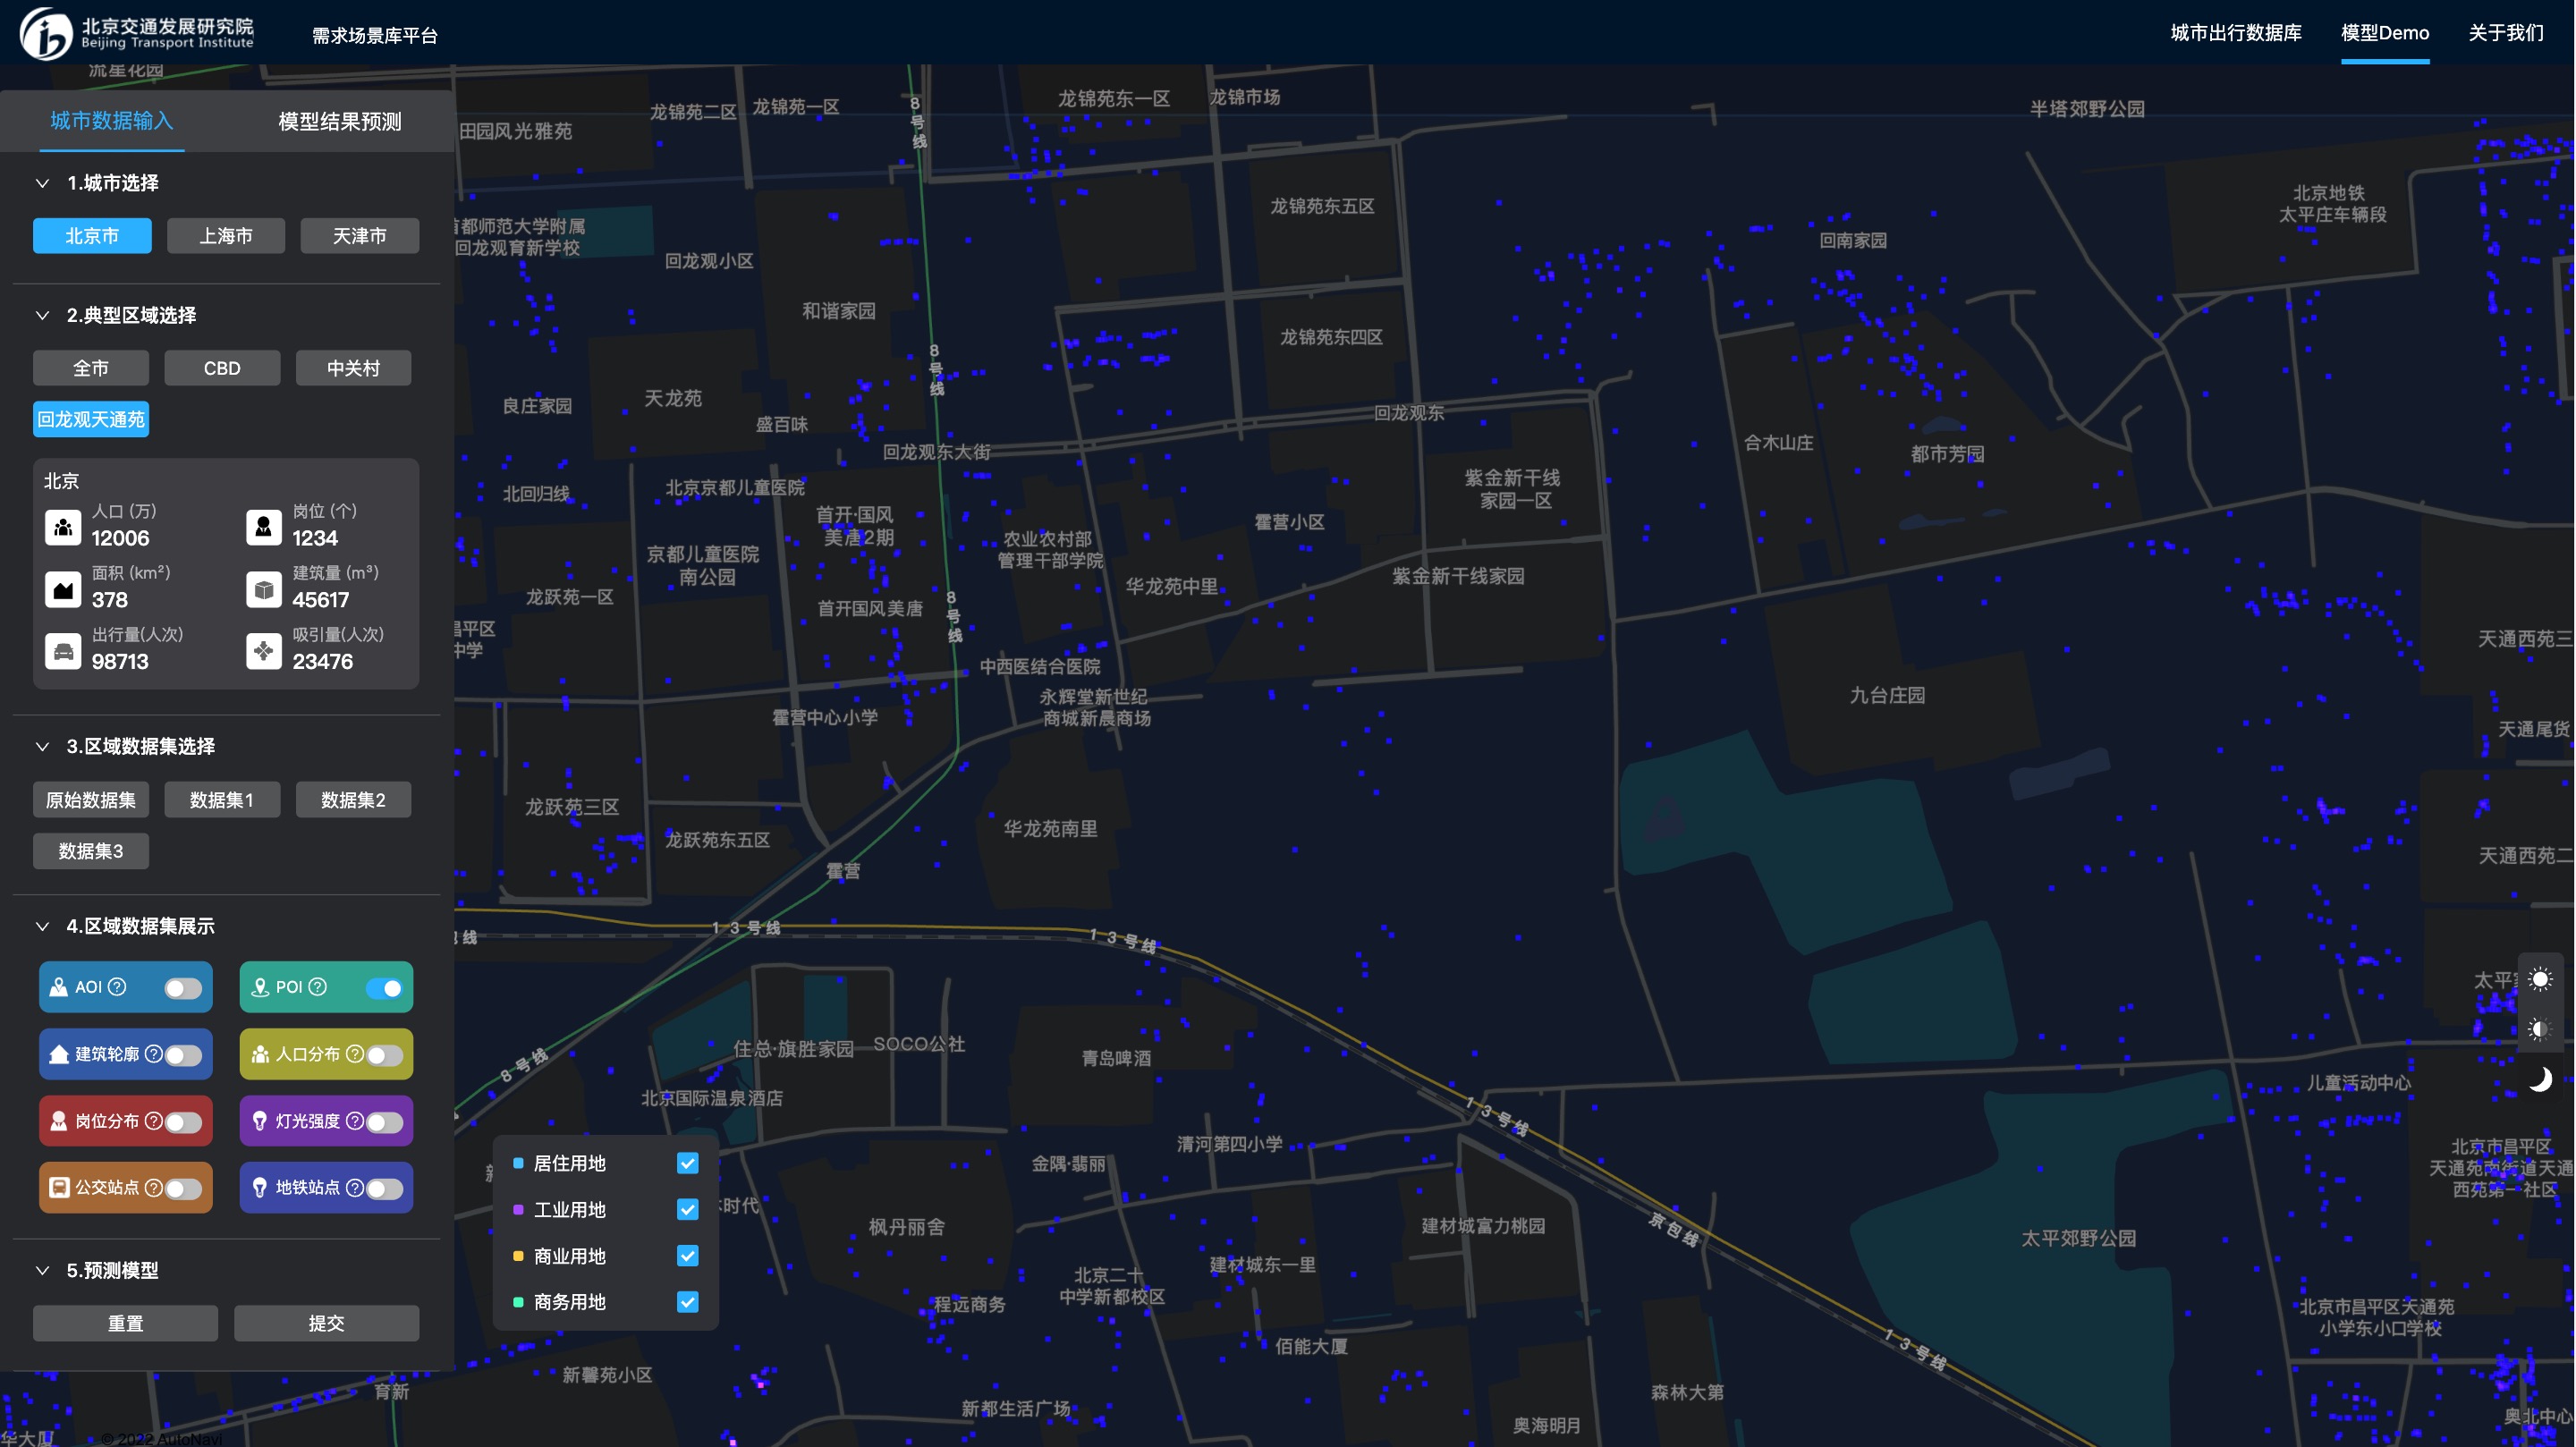 北京交通发展研究院
Beijing Transport Institute
需求场景库平台
城市出行数据库
模型Demo
关于我们
城市数据输入
模型结果预测
1.城市选择
北京市
上海市
天津市
2.典型区域选择
全市
CBD
中关村
回龙观天通苑
北京
人口 (万)
12006
岗位 (个)
1234
面积 (km²)
378
建筑量 (m³)
45617
出行量(人次)
98713
吸引量(人次)
23476
3.区域数据集选择
原始数据集
数据集1
数据集2
数据集3
4.区域数据集展示
AOI
POI
建筑轮廓
人口分布
岗位分布
灯光强度
公交站点
地铁站点
5.预测模型
重置
提交
居住用地
工业用地
商业用地
商务用地
流星花园
田园风光雅苑
龙锦苑二区
龙锦苑一区
8号线
龙锦苑东一区
龙锦市场
半塔郊野公园
北京地铁
太平庄车辆段
首都师范大学附属
回龙观育新学校
回龙观小区
龙锦苑东五区
回南家园
和谐家园
龙锦苑东四区
8号线
良庄家园
天龙苑
盛百味
回龙观东
回龙观东大街
合木山庄
都市芳园
北回归线
北京京都儿童医院
首开·国风
美唐2期
紫金新干线
家园一区
霍营小区
农业农村部
管理干部学院
京都儿童医院
南公园
华龙苑中里
紫金新干线家园
龙跃苑一区
首开国风美唐
8号线
昌平区
中学
中西医结合医院
天通西苑三
永辉堂新世纪
商城新晨商场
九台庄园
霍营中心小学
天通尾货
龙跃苑三区
龙跃苑东五区
华龙苑南里
天通西苑二
霍营
13号线
13号线
太平家
住总·旗胜家园
SOCO公社
青岛啤酒
8号线
北京国际温泉酒店
儿童活动中心
13号线
清河第四小学
金隅·翡丽
北京市昌平区
天通苑南街道天通
西苑第一社区
时代
枫丹丽舍
建材城富力桃园
京包线
太平郊野公园
建材城东一里
北京二十
中学新都校区
程远商务
北京市昌平区天通苑
小学东小口学校
佰能大厦
13号线
新馨苑小区
育新
森林大第
新都生活广场
奥海明月
奥北中心
华大厦
© 2022 AutoNavi